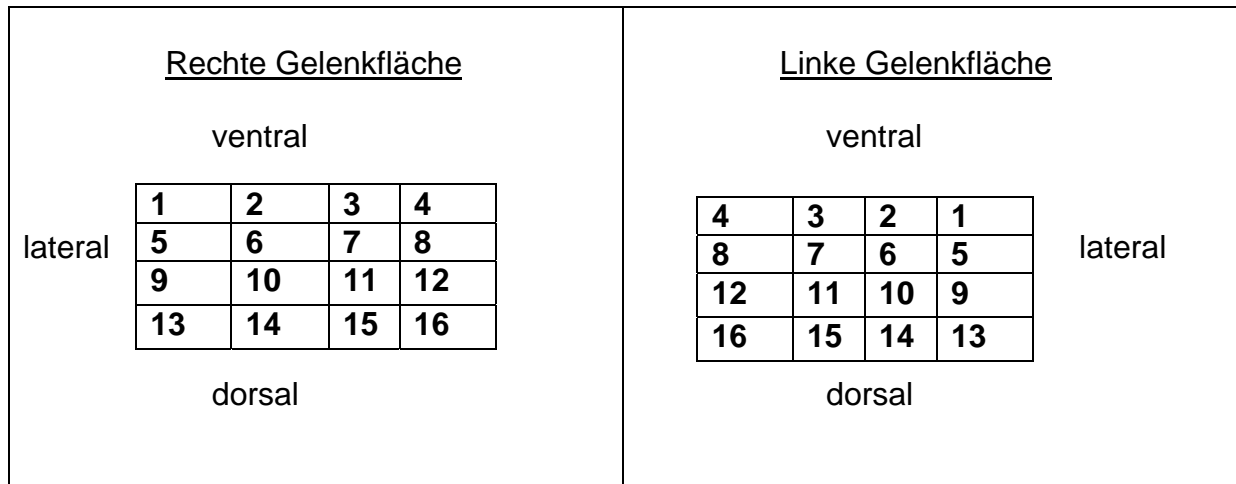 Rechte Gelenkfläche
ventral
1 2 3 4
lateral
5 6 7 8
9 10 11 12
13 14 15 16
dorsal
Linke Gelenkfläche
ventral
4 3 2 1
8 7 6 5
lateral
12 11 10 9
16 15 14 13
dorsal